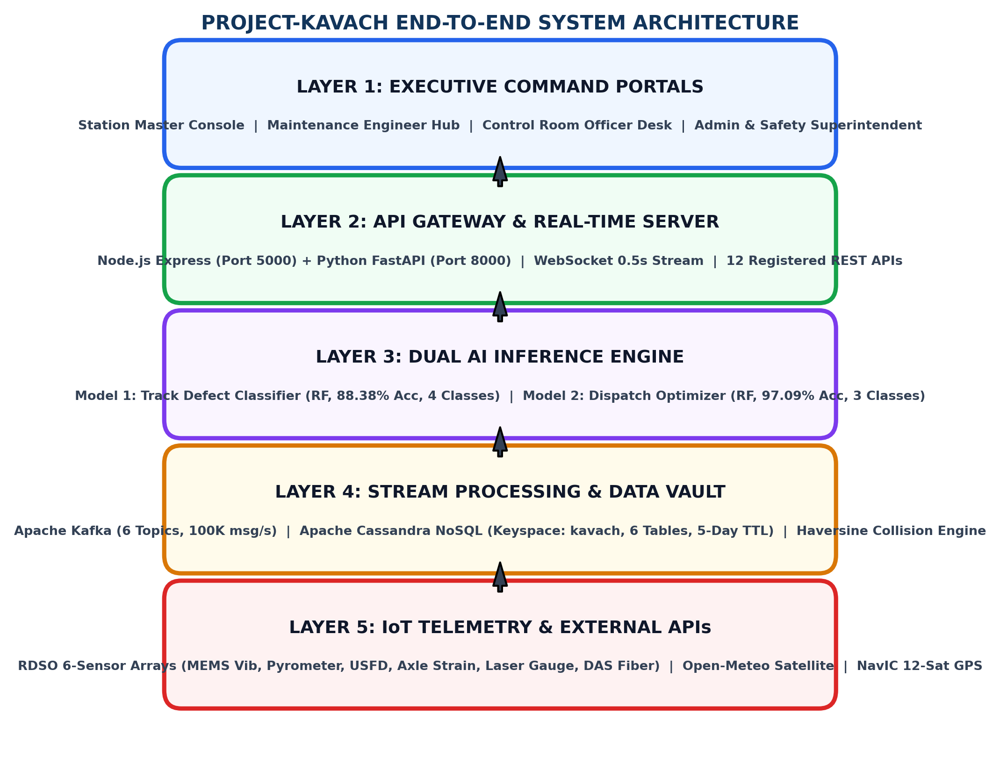 PROJECT-KAVACH END-TO-END SYSTEM ARCHITECTURE
LAYER 1: EXECUTIVE COMMAND PORTALS
Station Master Console | Maintenance Engineer Hub | Control Room Officer Desk | Admin & Safety Superintendent
LAYER 2: API GATEWAY & REAL-TIME SERVER
Node.js Express (Port 5000) + Python FastAPI (Port 8000) | WebSocket 0.5s Stream | 12 Registered REST APIs
LAYER 3: DUAL AI INFERENCE ENGINE
Model 1: Track Defect Classifier (RF, 88.38% Acc, 4 Classes) | Model 2: Dispatch Optimizer (RF, 97.09% Acc, 3 Classes)
LAYER 4: STREAM PROCESSING & DATA VAULT
Apache Kafka (6 Topics, 100K msg/s) | Apache Cassandra NoSQL (Keyspace: kavach, 6 Tables, 5-Day TTL) | Haversine Collision Engine
LAYER 5: IoT TELEMETRY & EXTERNAL APIs
RDSO 6-Sensor Arrays (MEMS Vib, Pyrometer, USFD, Axle Strain, Laser Gauge, DAS Fiber) | Open-Meteo Satellite | NavIC 12-Sat GPS